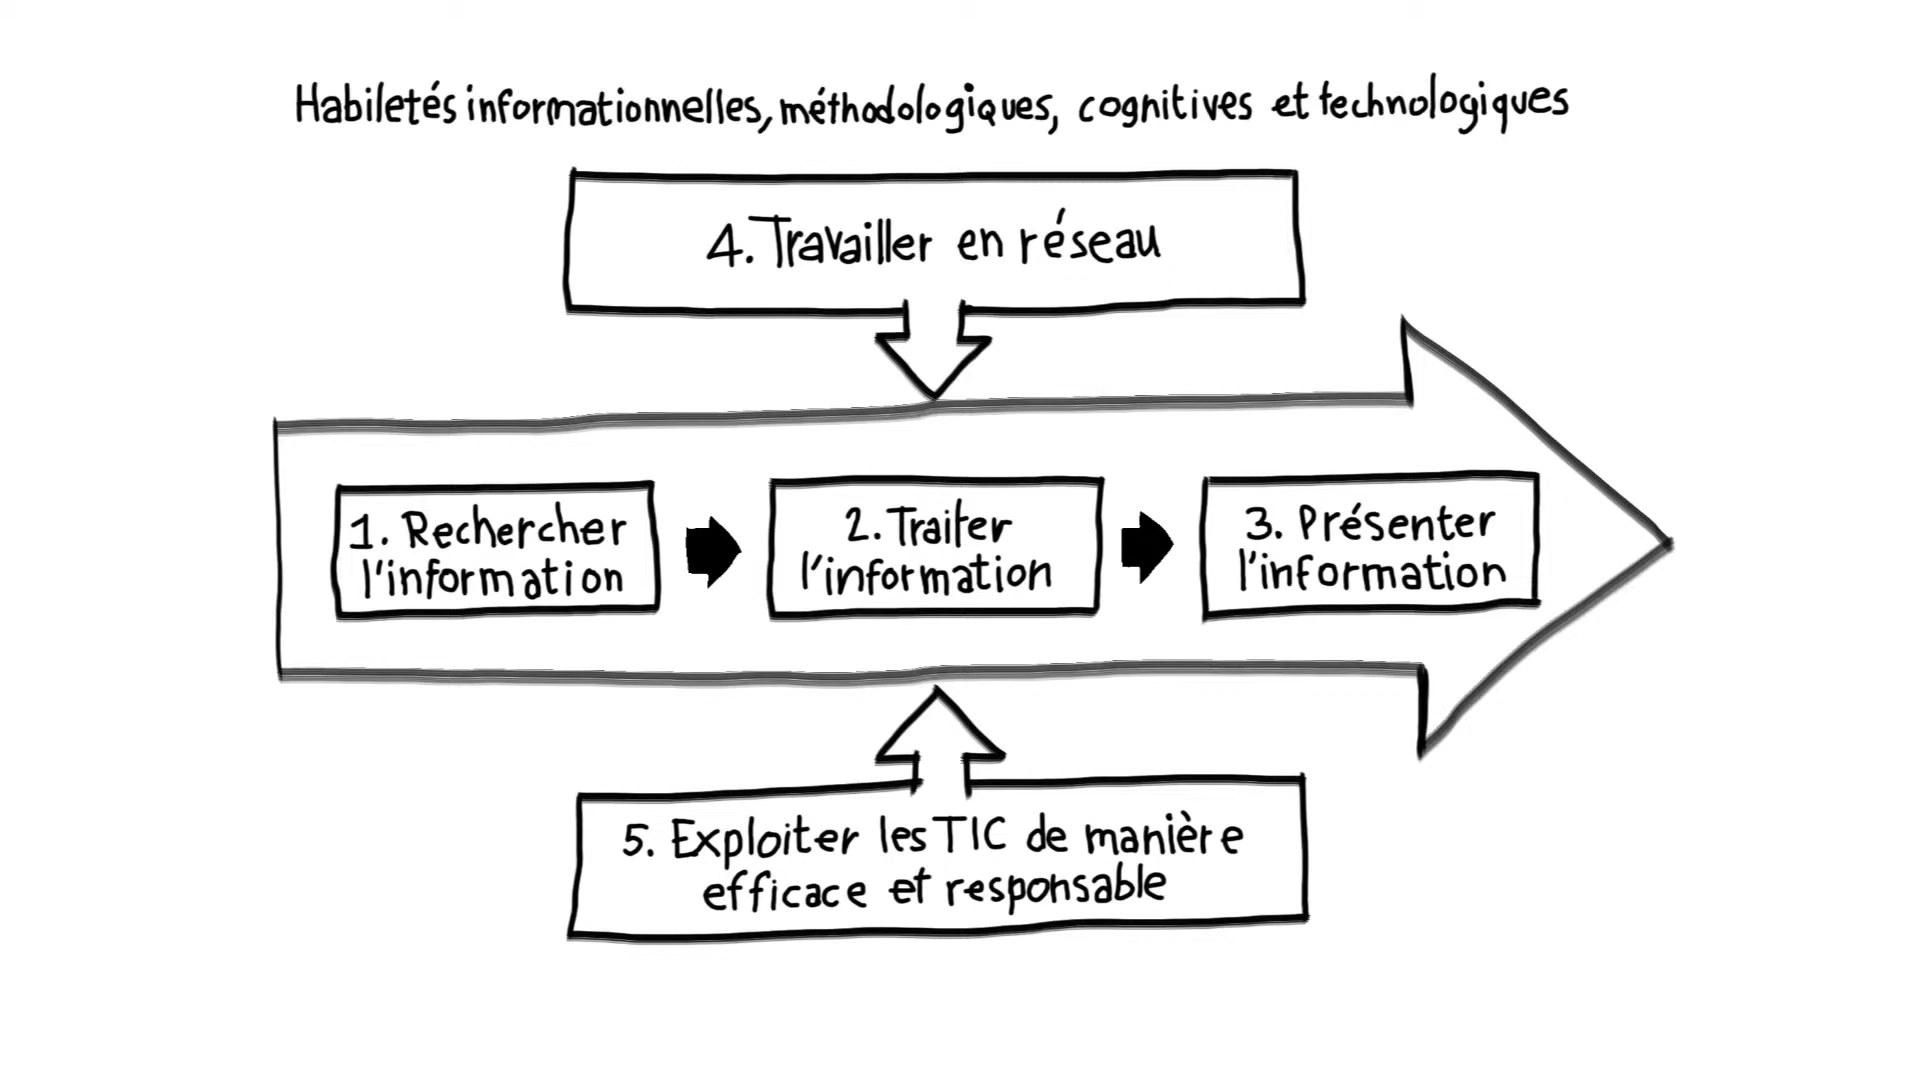 Habiletés informationnelles, méthodologiques, cognitives et technologiques
4. Travailler en réseau
1. Rechercher
l'information
2. Traiter
l'information
3. Présenter
l'information
5. Exploiter les TIC de manière
efficace et responsable